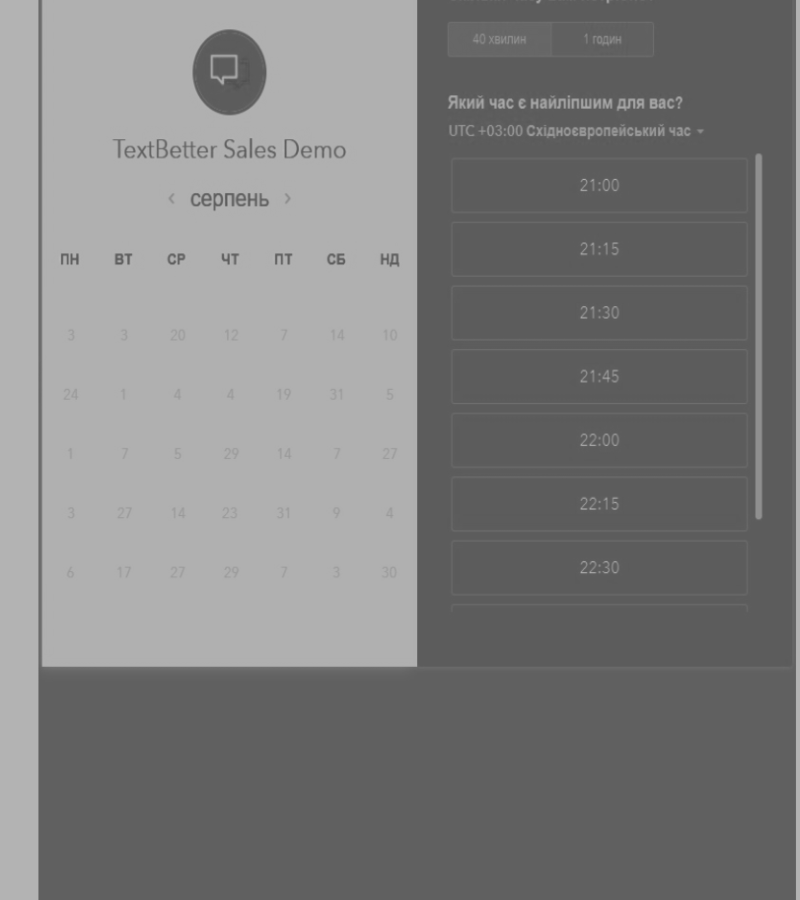 TextBetter Sales Demo
серпень
ПН ВТ СР ЧТ ПТ СБ НД
3 3 20 12 7 14 10
24 1 4 4 19 31 5
1 7 5 29 14 7 27
3 27 14 23 31 9 4
6 17 27 29 7 3 30
40 хвилин 1 годин
Який час є найліпшим для вас?
UTC +03:00 Східноєвропейський час
21:00
21:15
21:30
21:45
22:00
22:15
22:30